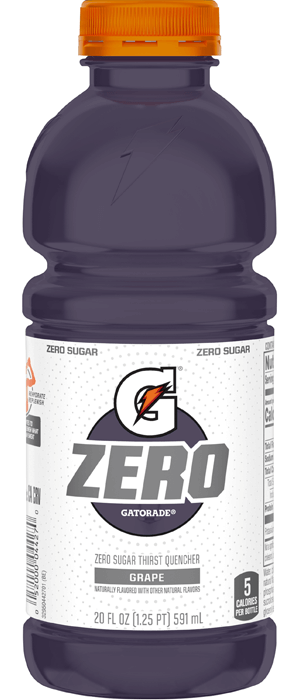 ZERO SUGAR
ZERO SUGAR
G
ZERO
GATORADE®
ZERO SUGAR THIRST QUENCHER
GRAPE
NATURALLY FLAVORED WITH OTHER NATURAL FLAVORS
20 FL OZ (1.25 PT) 591 mL
5
CALORIES
PER BOTTLE